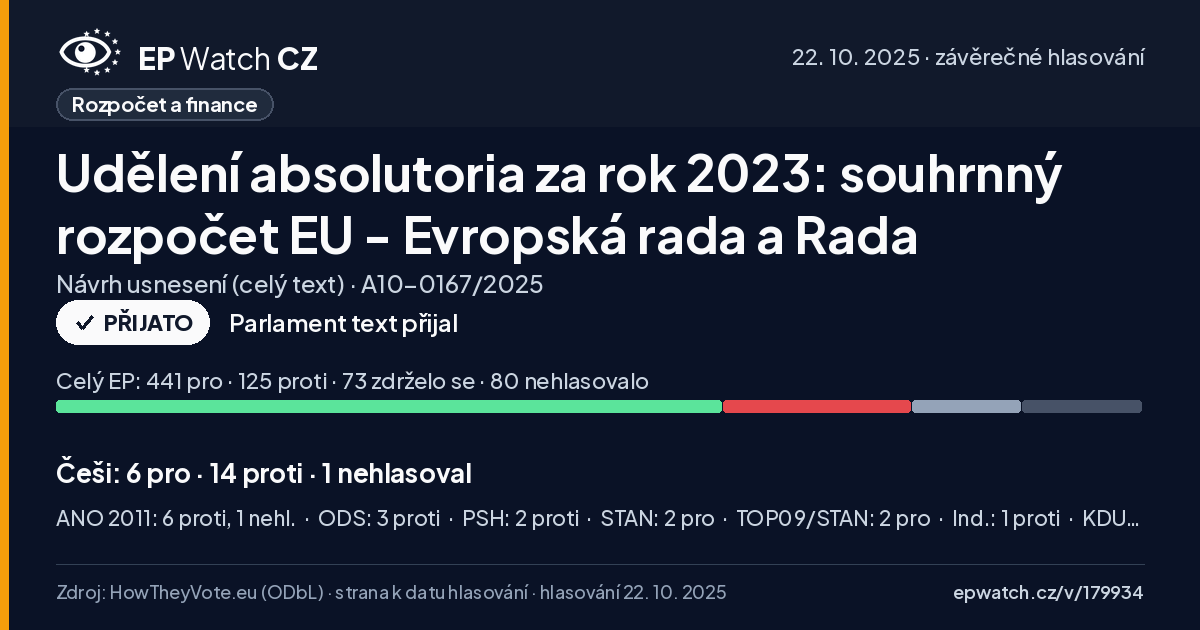 EP Watch CZ
22. 10. 2025 · závěrečné hlasování
Rozpočet a finance
Udělení absolutoria za rok 2023: souhrnný
rozpočet EU – Evropská rada a Rada
Návrh usnesení (celý text) · A10-0167/2025
✓ PŘIJATO Parlament text přijal
Celý EP: 441 pro · 125 proti · 73 zdrželo se · 80 nehlasovalo
Češi: 6 pro · 14 proti · 1 nehlasoval
ANO 2011: 6 proti, 1 nehl. · ODS: 3 proti · PSH: 2 proti · STAN: 2 pro · TOP09/STAN: 2 pro · Ind.: 1 proti · KDU…
Zdroj: HowTheyVote.eu (ODbL) · strana k datu hlasování · hlasování 22. 10. 2025
epwatch.cz/v/179934